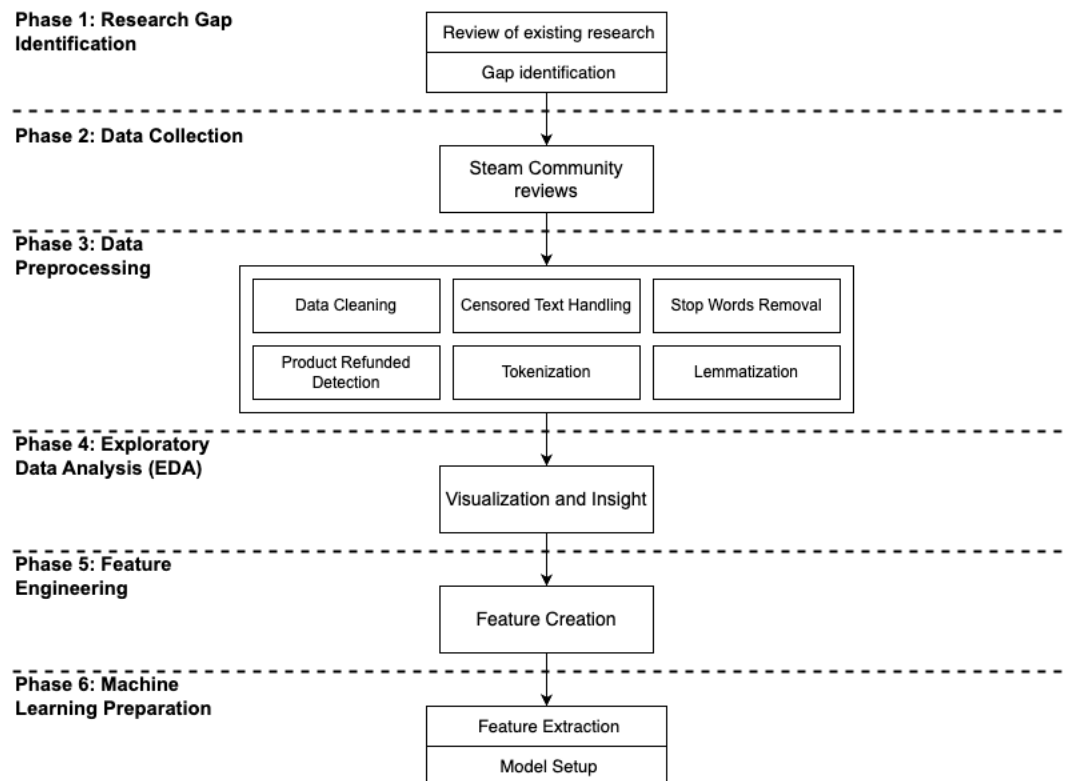 Phase 1: Research Gap
Identification
Review of existing research
Gap identification
Phase 2: Data Collection
Steam Community
reviews
Phase 3: Data
Preprocessing
Data Cleaning
Censored Text Handling
Stop Words Removal
Product Refunded
Detection
Tokenization
Lemmatization
Phase 4: Exploratory
Data Analysis (EDA)
Visualization and Insight
Phase 5: Feature
Engineering
Feature Creation
Phase 6: Machine
Learning Preparation
Feature Extraction
Model Setup